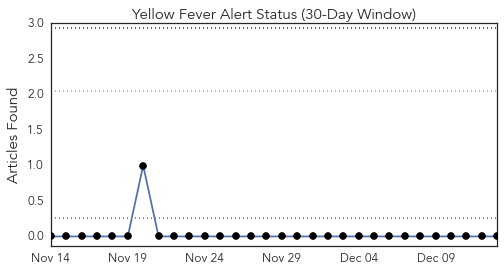 Yellow Fever Alert Status (30-Day Window)
Articles Found
3.0
2.5
2.0
1.5
1.0
0.5
0.0
Nov 14 Nov 19 Nov 24 Nov 29 Dec 04 Dec 09